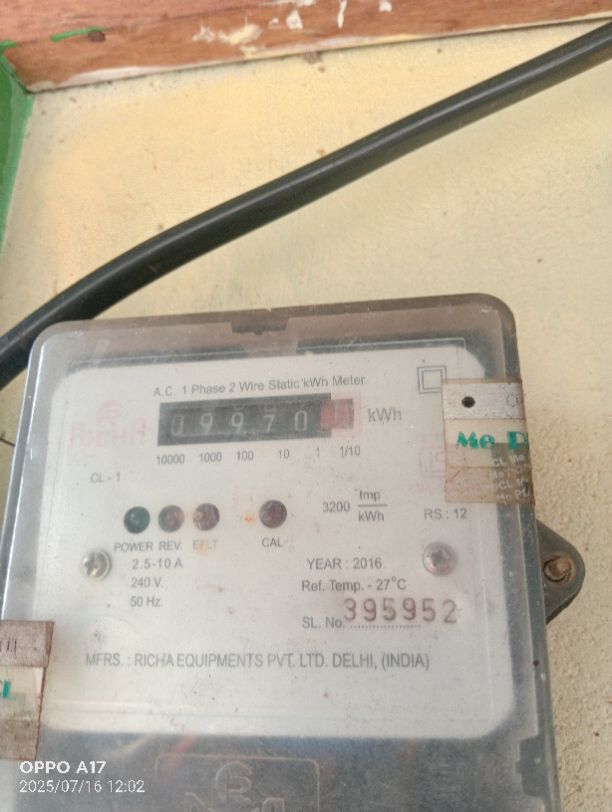 A.C. 1 Phase 2 Wire Static kWh Meter
RICHA
09970 kWh
10000 1000 100 10 1 1/10
CL - 1
3200 Imp/kWh
RS : 12
POWER REV. E/LT CAL
2.5-10 A
240 V.
50 Hz.
YEAR : 2016
Ref. Temp. - 27°C
SL. No. 395952
MFRS. : RICHA EQUIPMENTS PVT. LTD. DELHI, (INDIA)
OPPO A17
2025/07/16 12:02